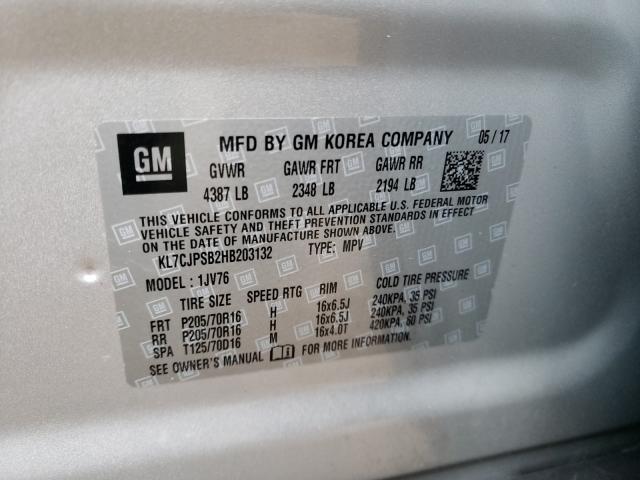 GM MFD BY GM KOREA COMPANY 05/17
GVWR GAWR FRT GAWR RR
4387 LB 2348 LB 2194 LB
THIS VEHICLE CONFORMS TO ALL APPLICABLE U.S. FEDERAL MOTOR
VEHICLE SAFETY AND THEFT PREVENTION STANDARDS IN EFFECT
ON THE DATE OF MANUFACTURE SHOWN ABOVE.
KL7CJPSB2HB203132 TYPE: MPV
MODEL : 1JV76
TIRE SIZE SPEED RTG RIM COLD TIRE PRESSURE
FRT P205/70R16 H 16x6.5J 240KPA, 35 PSI
RR P205/70R16 H 16x6.5J 240KPA, 35 PSI
SPA T125/70D16 M 16x4.0T 420KPA, 60 PSI
SEE OWNER'S MANUAL FOR MORE INFORMATION.